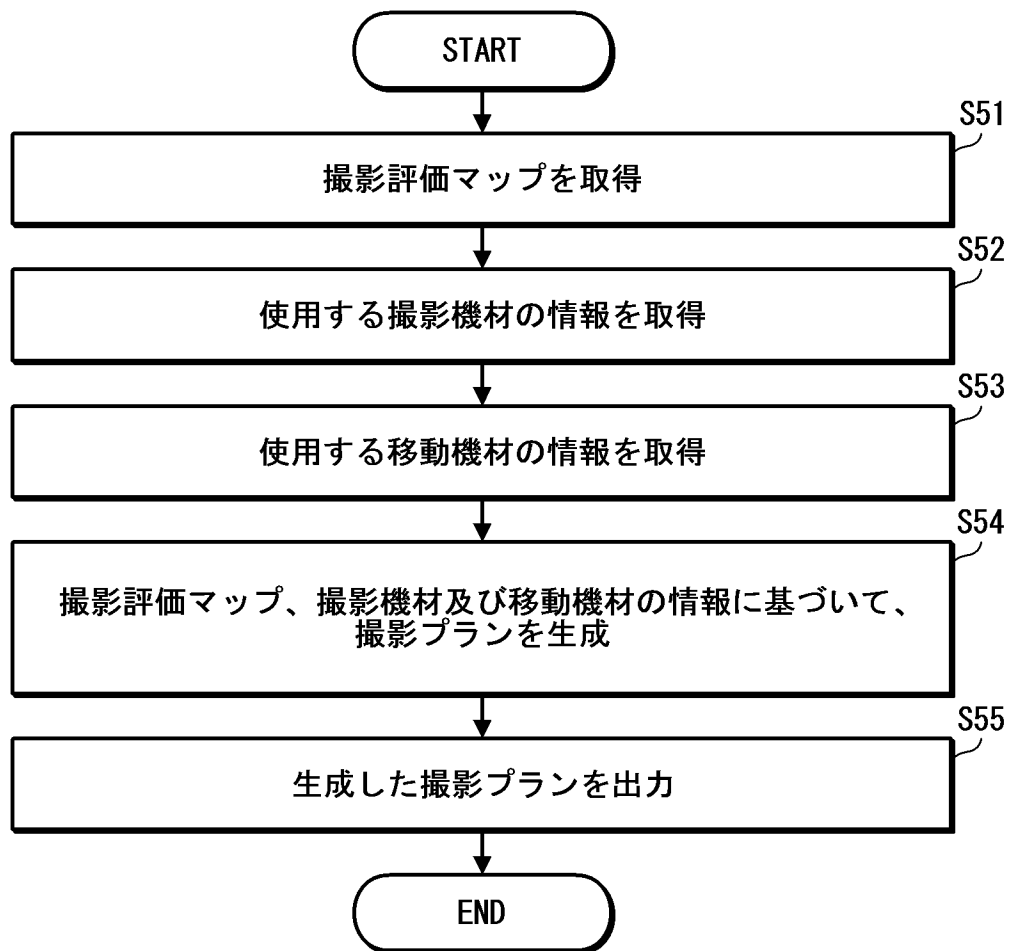 START
S51
撮影評価マップを取得
S52
使用する撮影機材の情報を取得
S53
使用する移動機材の情報を取得
S54
撮影評価マップ、撮影機材及び移動機材の情報に基づいて、
撮影プランを生成
S55
生成した撮影プランを出力
END